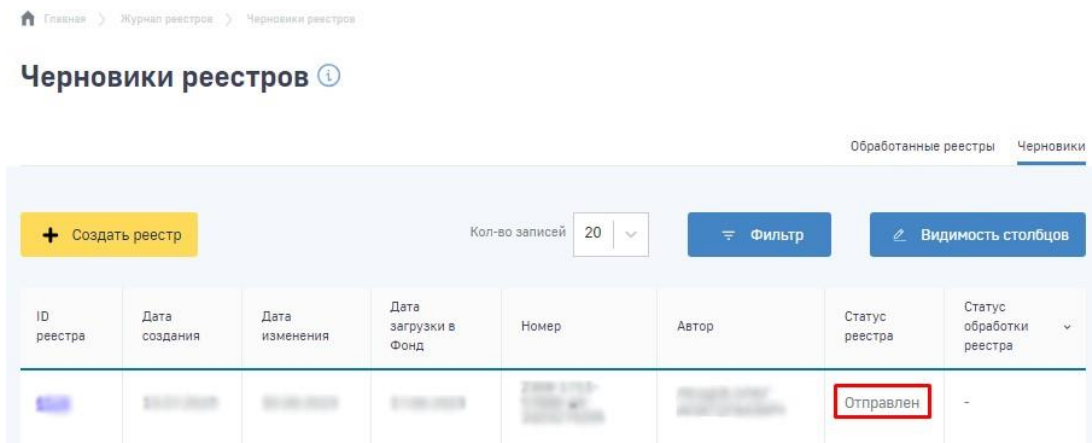 Главная > Журнал реестров > Черновики реестров
Черновики реестров
Обработанные реестры Черновики
+ Создать реестр Кол-во записей 20 Фильтр Видимость столбцов
ID реестра
Дата создания
Дата изменения
Дата загрузки в Фонд
Номер
Автор
Статус реестра
Статус обработки реестра
Отправлен -